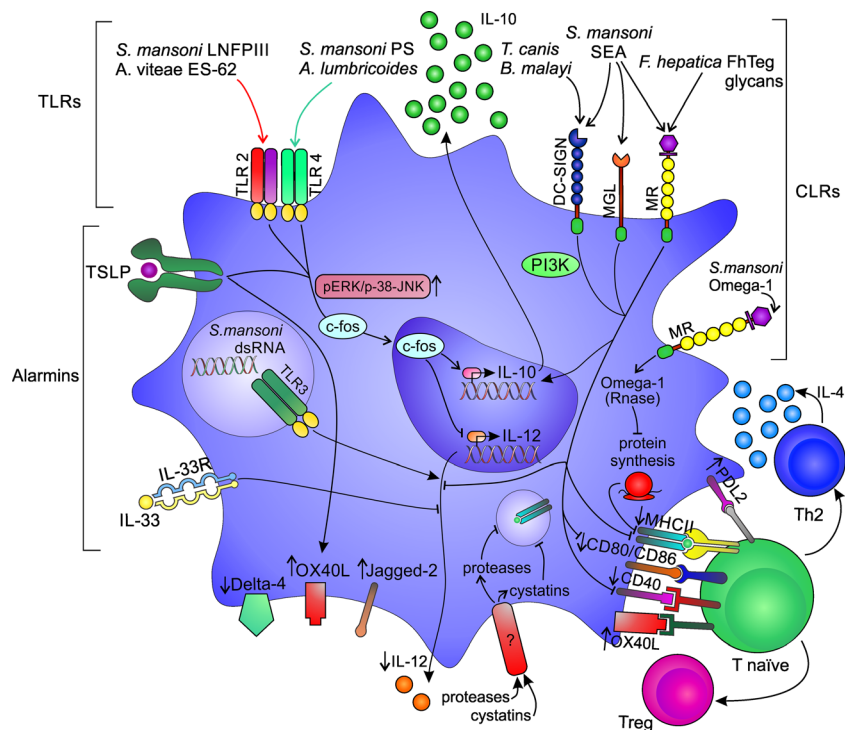 IL-10
S. mansoni LNFPIII
A. viteae ES-62
S. mansoni PS
A. lumbricoides
T. canis
B. malayi
S. mansoni
SEA
F. hepatica FhTeg
glycans
TLRs
CLRs
TLR 2
TLR 4
DC-SIGN
MGL
MR
Alarmins
TSLP
pERK/p-38-JNK
PI3K
S.mansoni
Omega-1
MR
c-fos
c-fos
S.mansoni
dsRNA
TLR3
IL-10
IL-12
Omega-1
(Rnase)
protein
synthesis
IL-4
Th2
IL-33R
IL-33
PDL2
MHCII
CD80/CD86
CD40
OX40L
T naïve
Treg
Delta-4
OX40L
Jagged-2
proteases
cystatins
?
IL-12
proteases
cystatins